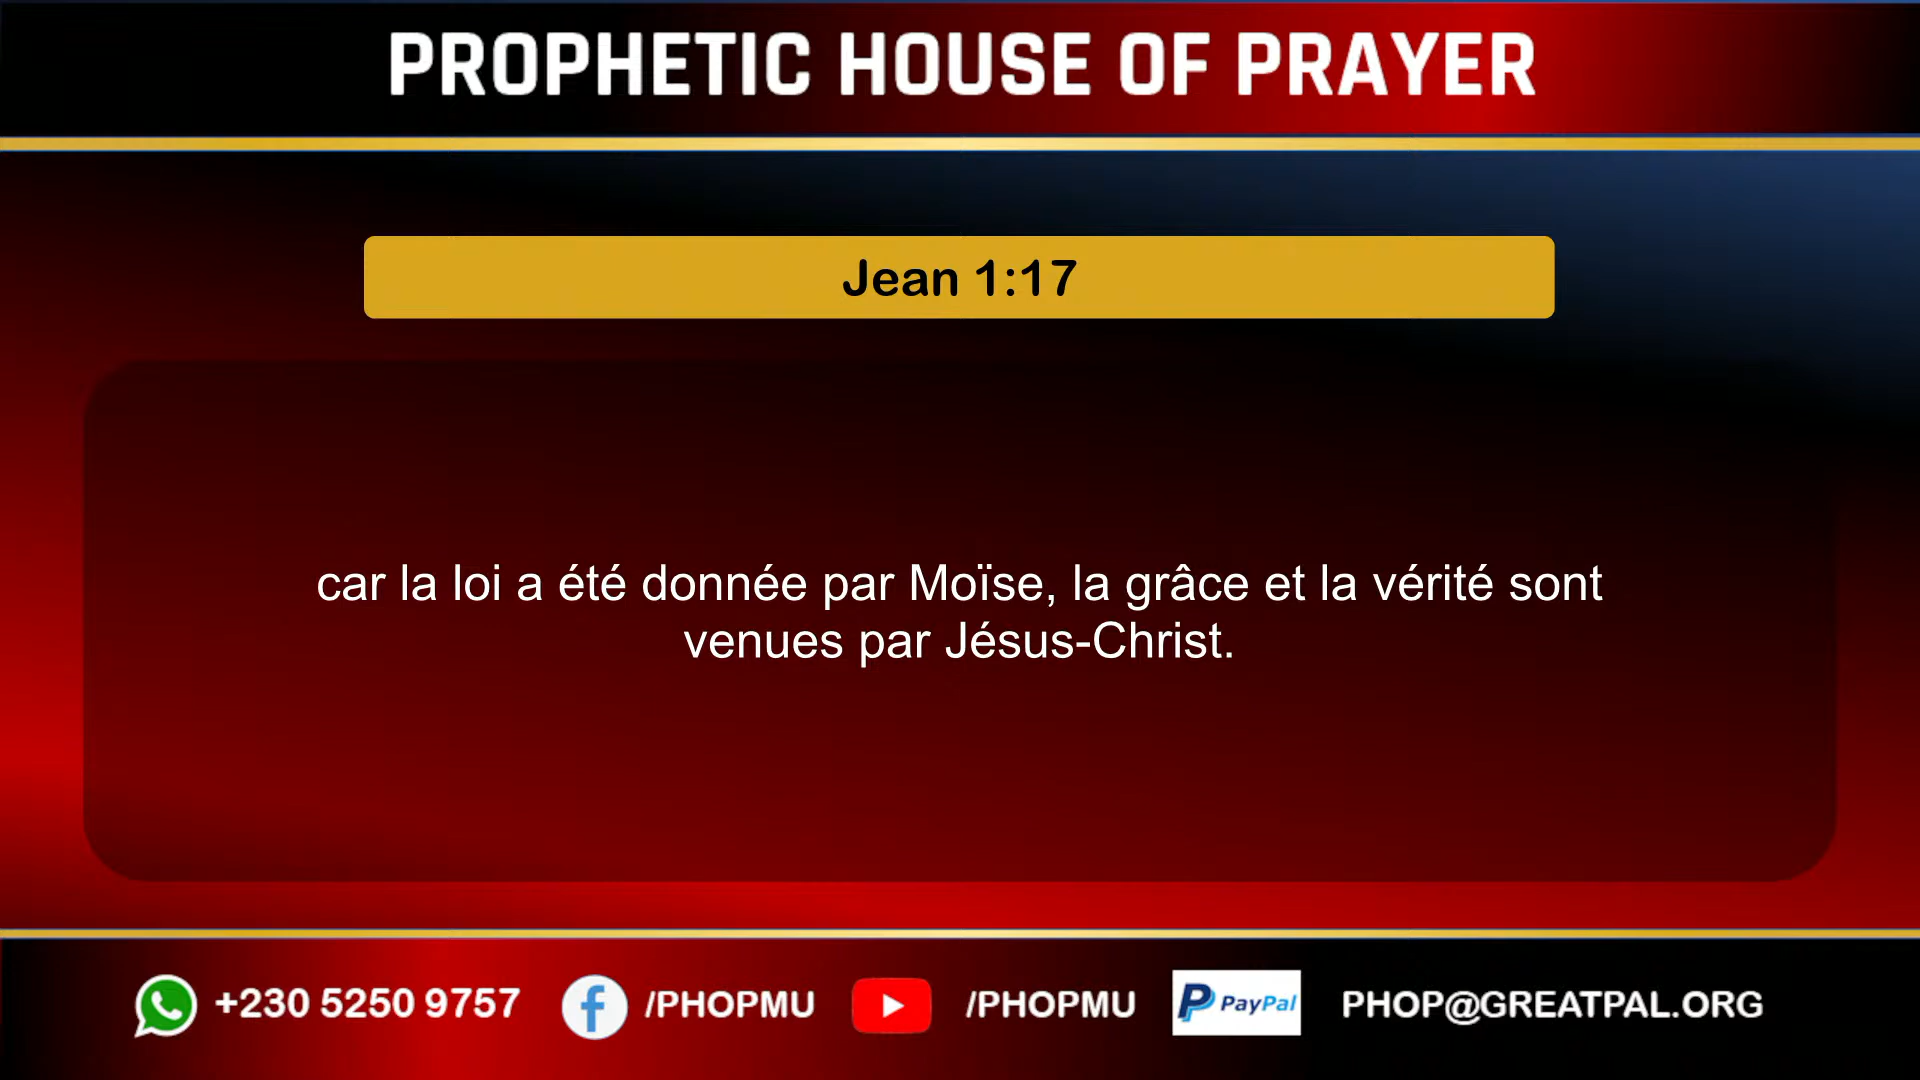 PROPHETIC HOUSE OF PRAYER
Jean 1:17
car la loi a été donnée par Moïse, la grâce et la vérité sont
venues par Jésus-Christ.
+230 5250 9757 /PHOPMU /PHOPMU PayPal PHOP@GREATPAL.ORG